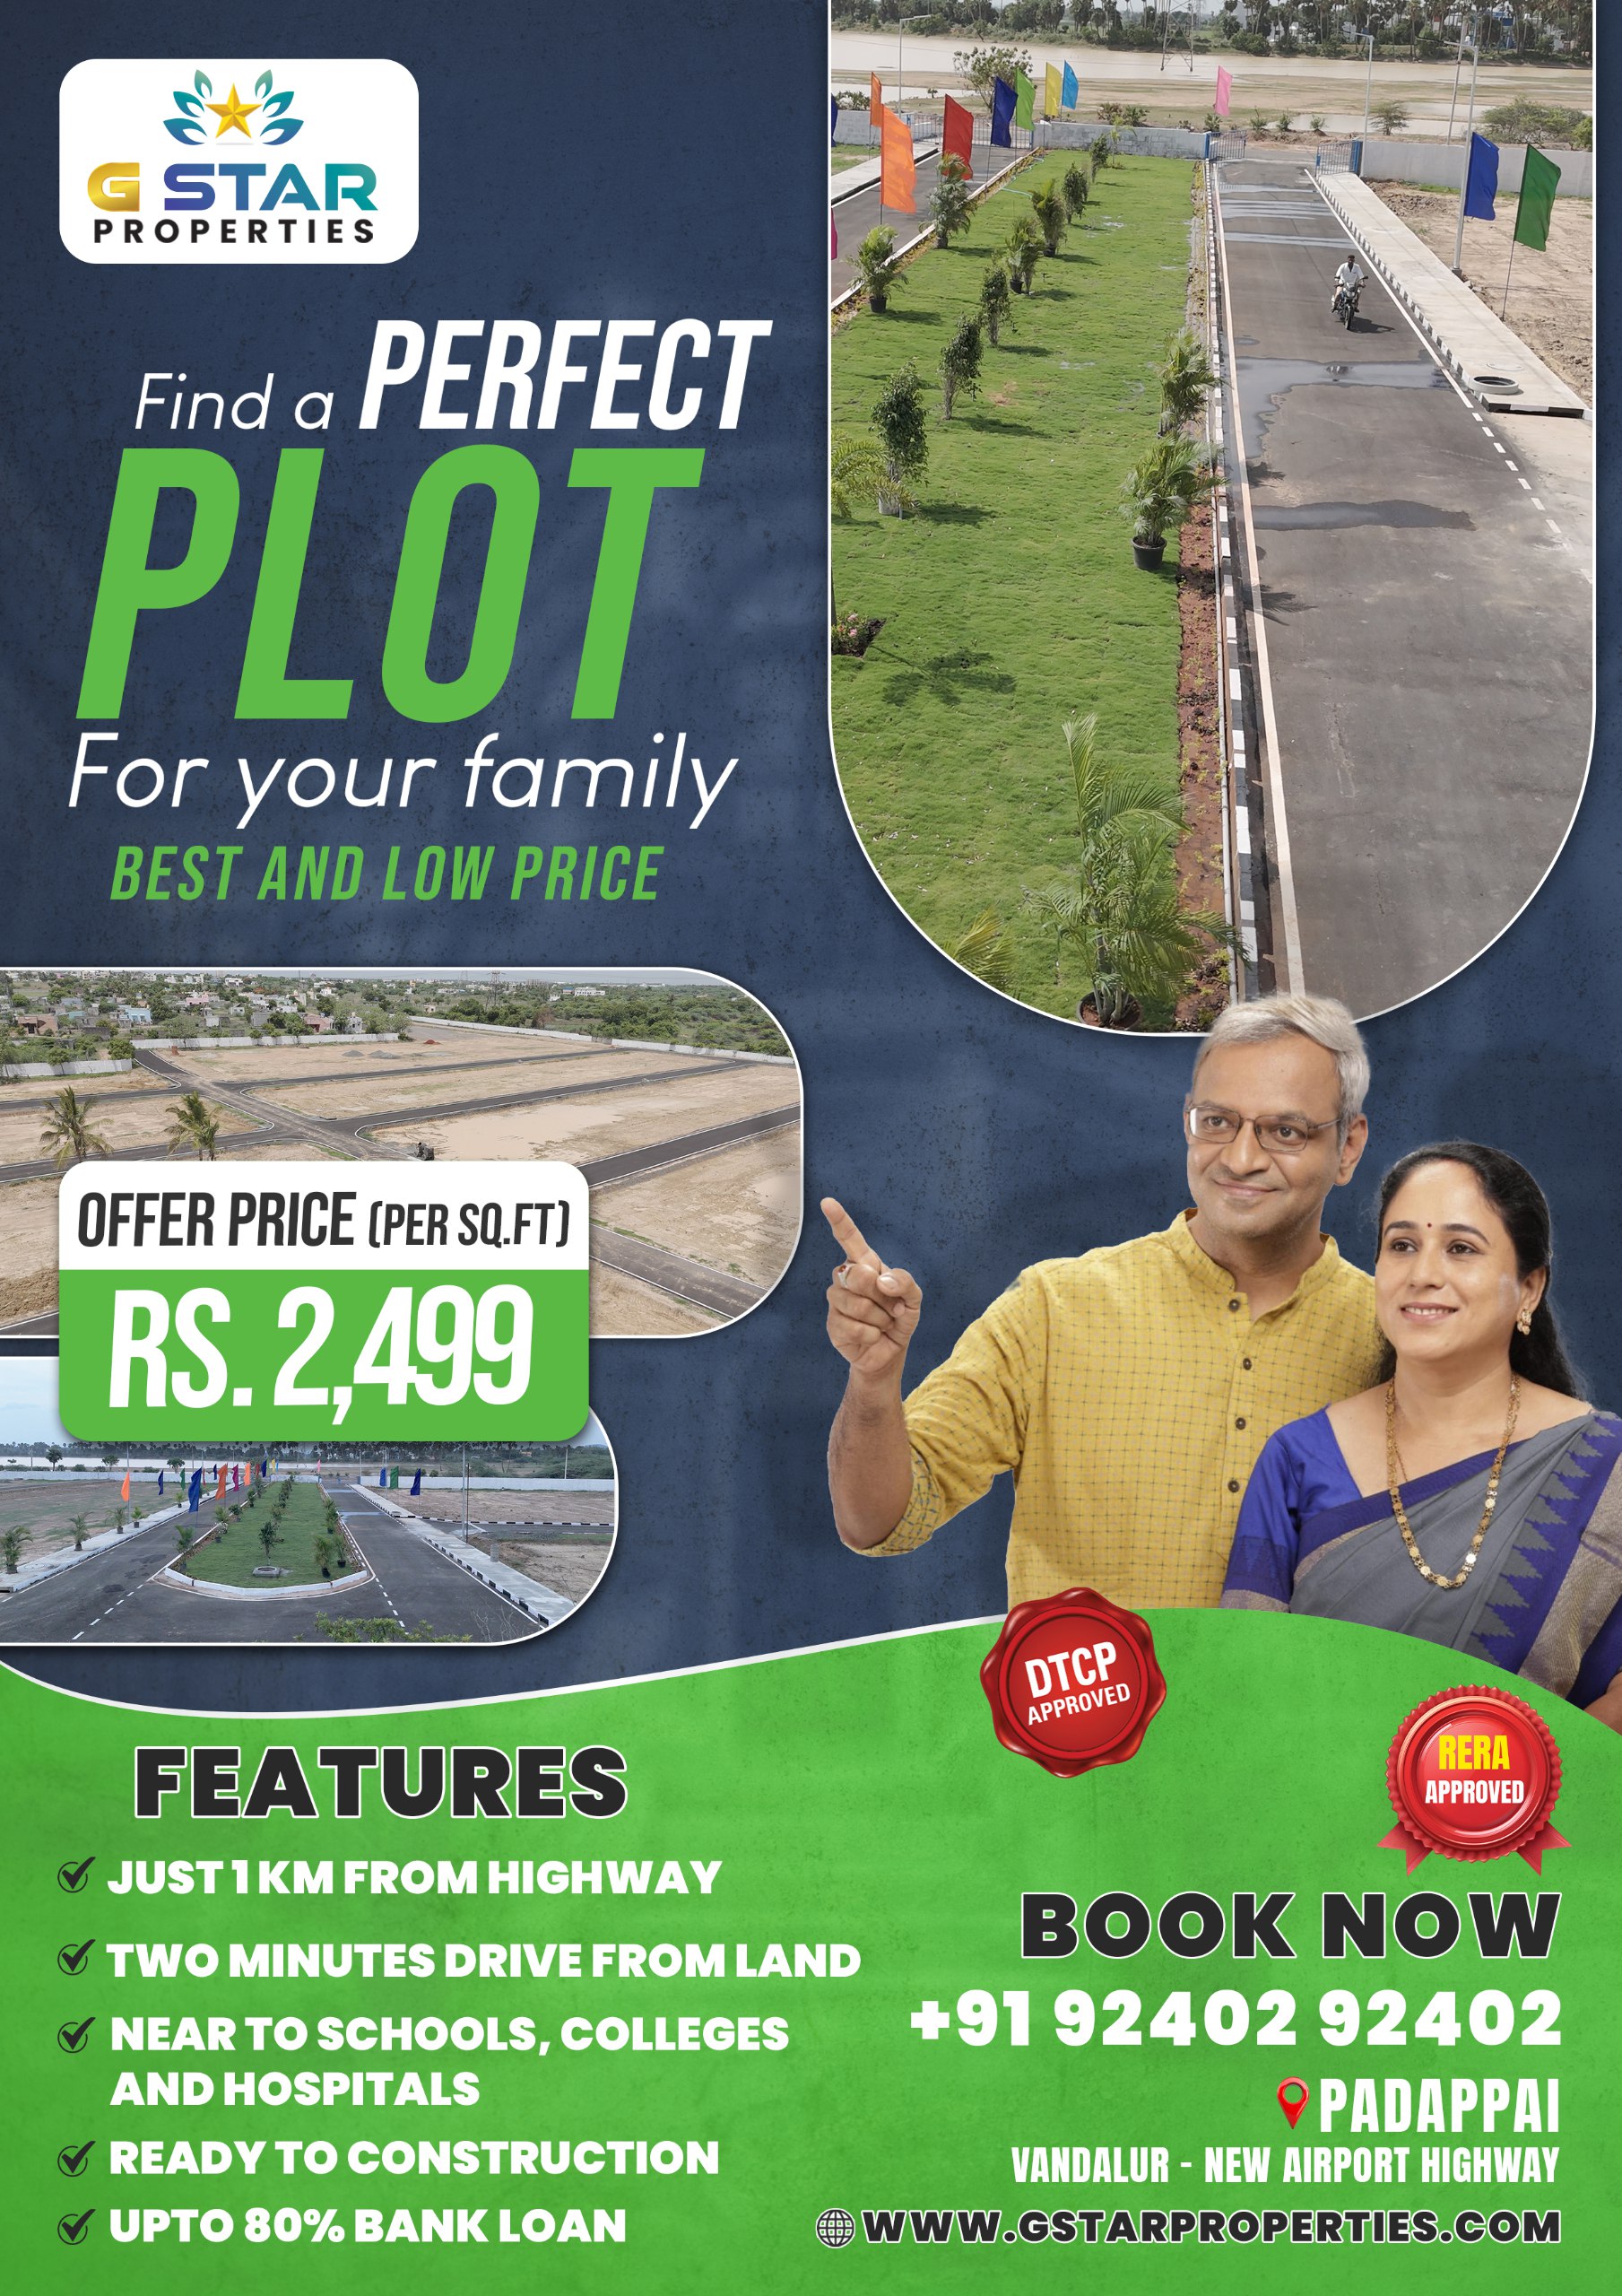 G STAR
PROPERTIES
Find a PERFECT
PLOT
For your family
BEST AND LOW PRICE
OFFER PRICE (PER SQ.FT)
RS. 2,499
DTCP
APPROVED
RERA
APPROVED
FEATURES
JUST 1 KM FROM HIGHWAY
TWO MINUTES DRIVE FROM LAND
NEAR TO SCHOOLS, COLLEGES
AND HOSPITALS
READY TO CONSTRUCTION
UPTO 80% BANK LOAN
BOOK NOW
+91 92402 92402
PADAPPAI
VANDALUR - NEW AIRPORT HIGHWAY
WWW.GSTARPROPERTIES.COM